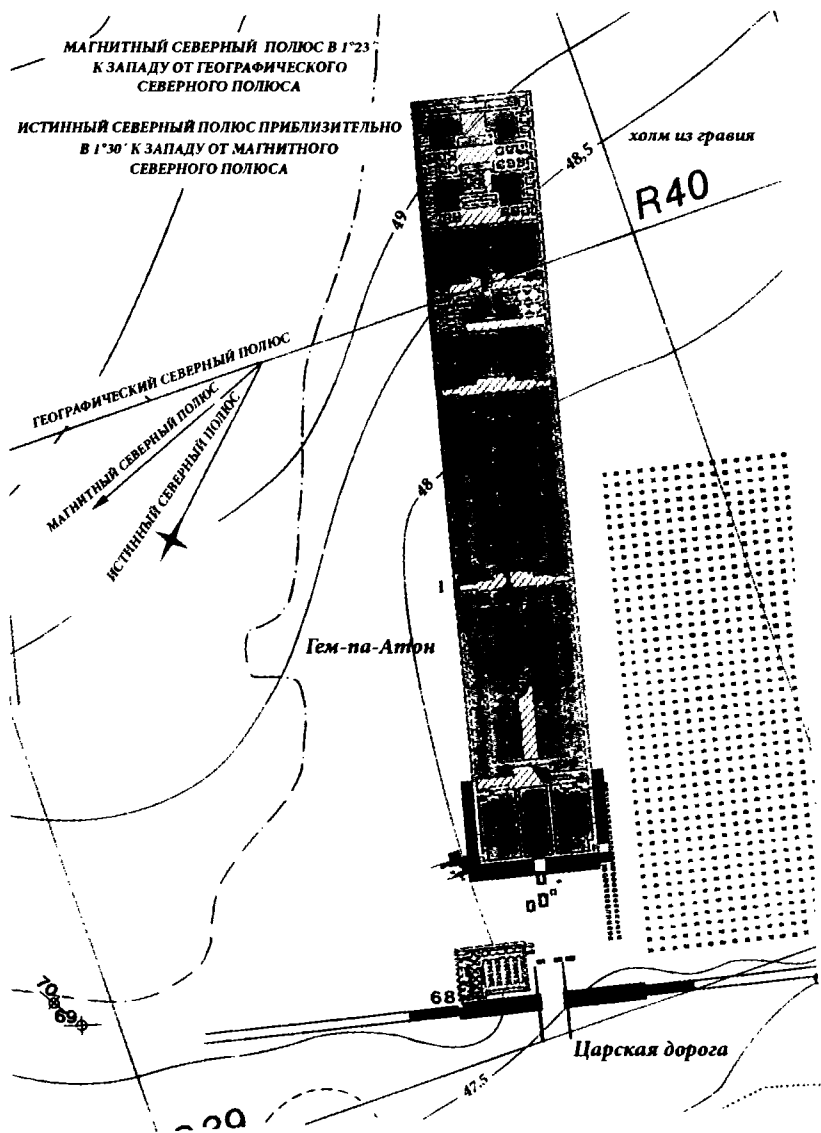 МАГНИТНЫЙ СЕВЕРНЫЙ ПОЛЮС В 1°23
К ЗАПАДУ ОТ ГЕОГРАФИЧЕСКОГО
СЕВЕРНОГО ПОЛЮСА
ИСТИННЫЙ СЕВЕРНЫЙ ПОЛЮС ПРИБЛИЗИТЕЛЬНО
В 1°30´ К ЗАПАДУ ОТ МАГНИТНОГО
СЕВЕРНОГО ПОЛЮСА
холм из гравия
48,5
R40
49
ГЕОГРАФИЧЕСКИЙ СЕВЕРНЫЙ ПОЛЮС
МАГНИТНЫЙ СЕВЕРНЫЙ ПОЛЮС
ИСТИННЫЙ СЕВЕРНЫЙ ПОЛЮС
48
1
Гем-па-Атон
70
69
68
Царская дорога
47.5